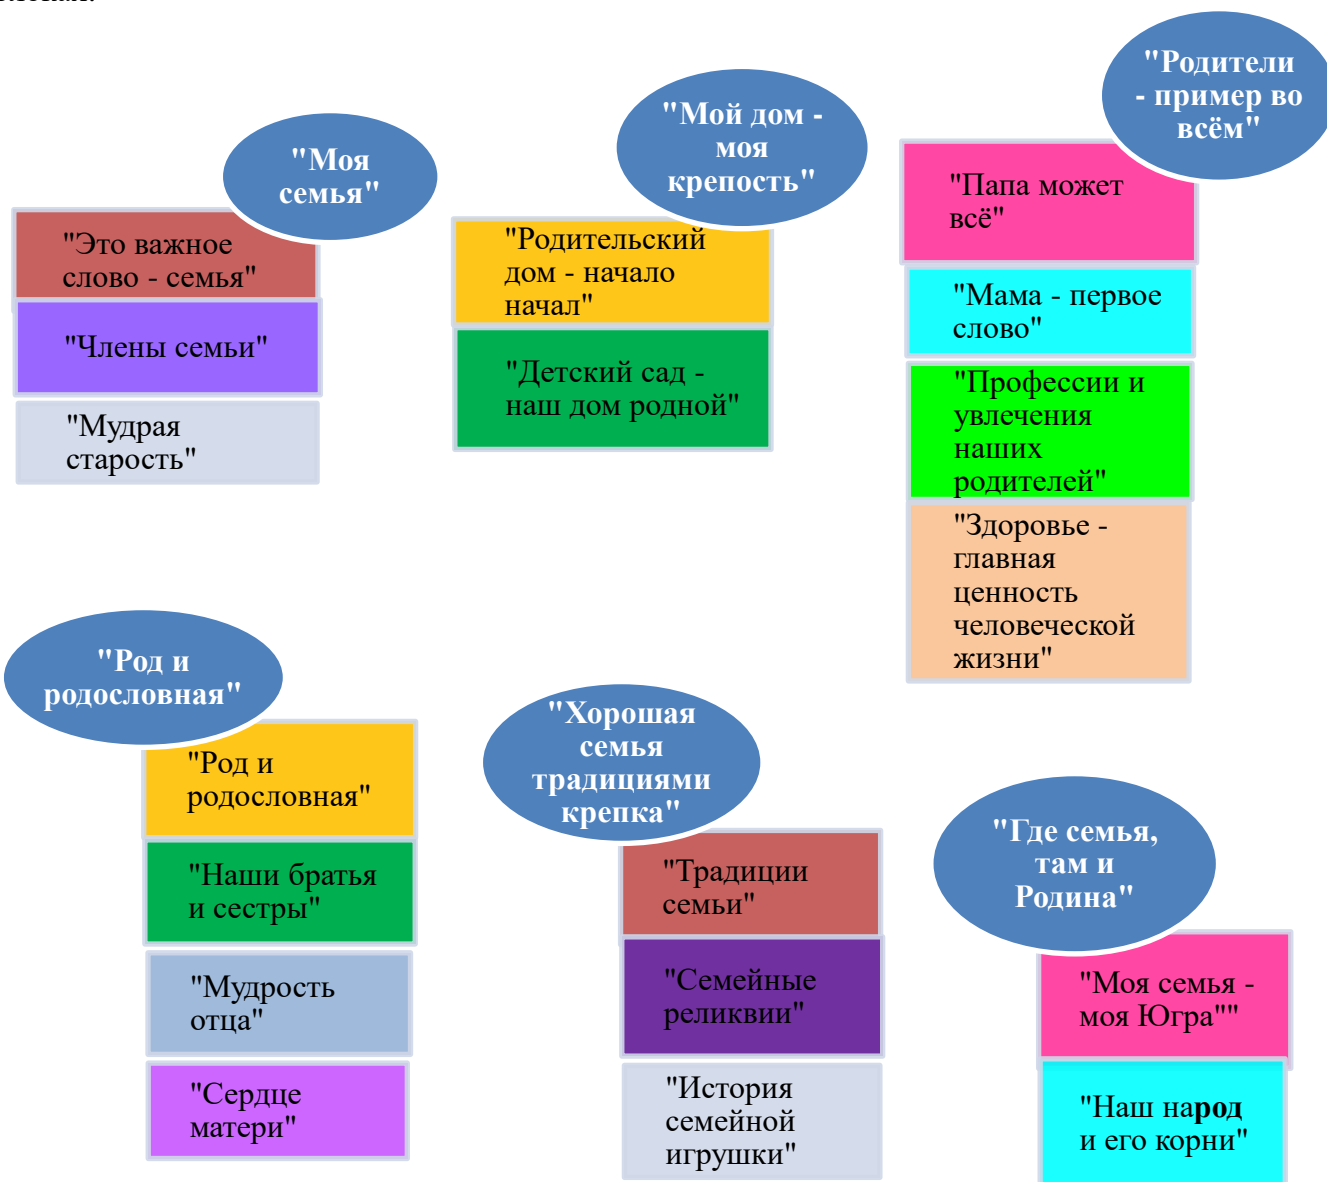 "Моя
семья"
"Это важное
слово - семья"
"Члены семьи"
"Мудрая
старость"
"Мой дом -
моя
крепость"
"Родительский
дом - начало
начал"
"Детский сад -
наш дом родной"
"Родители
- пример во
всём"
"Папа может
всё"
"Мама - первое
слово"
"Профессии и
увлечения
наших
родителей"
"Здоровье -
главная
ценность
человеческой
жизни"
"Род и
родословная"
"Род и
родословная"
"Наши братья
и сестры"
"Мудрость
отца"
"Сердце
матери"
"Хорошая
семья
традициями
крепка"
"Традиции
семьи"
"Семейные
реликвии"
"История
семейной
игрушки"
"Где семья,
там и
Родина"
"Моя семья -
моя Югра""
"Наш народ
и его корни"